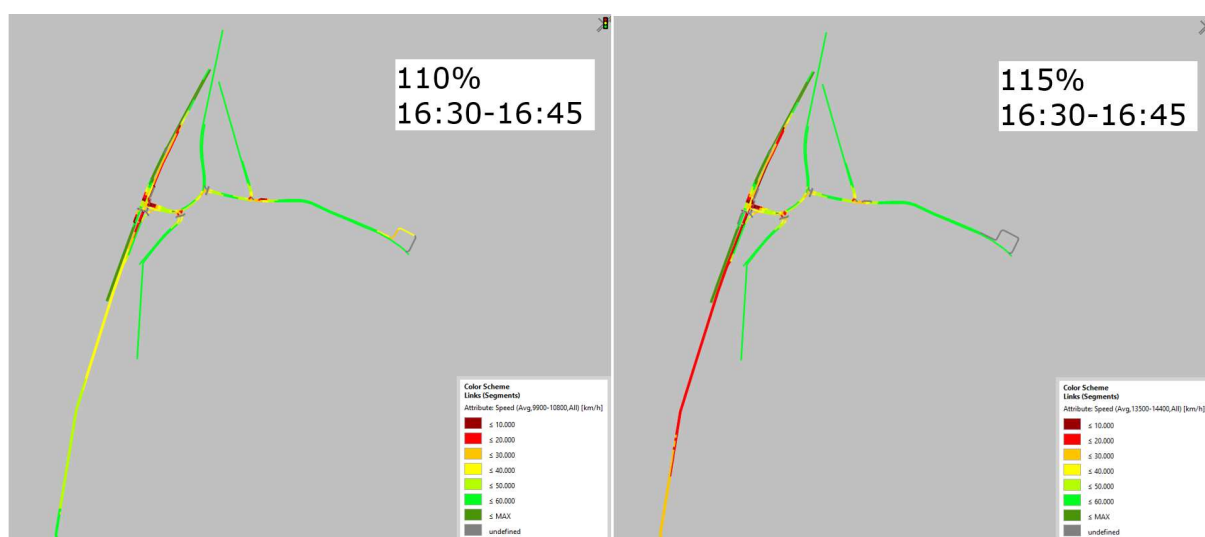 110%
16:30-16:45
Color Scheme
Links (Segments)
Attribute: Speed (Avg,9900-10800,All) [km/h]
≤ 10.000
≤ 20.000
≤ 30.000
≤ 40.000
≤ 50.000
≤ 60.000
≤ MAX
undefined
115%
16:30-16:45
Color Scheme
Links (Segments)
Attribute: Speed (Avg,13500-14400,All) [km/h]
≤ 10.000
≤ 20.000
≤ 30.000
≤ 40.000
≤ 50.000
≤ 60.000
≤ MAX
undefined